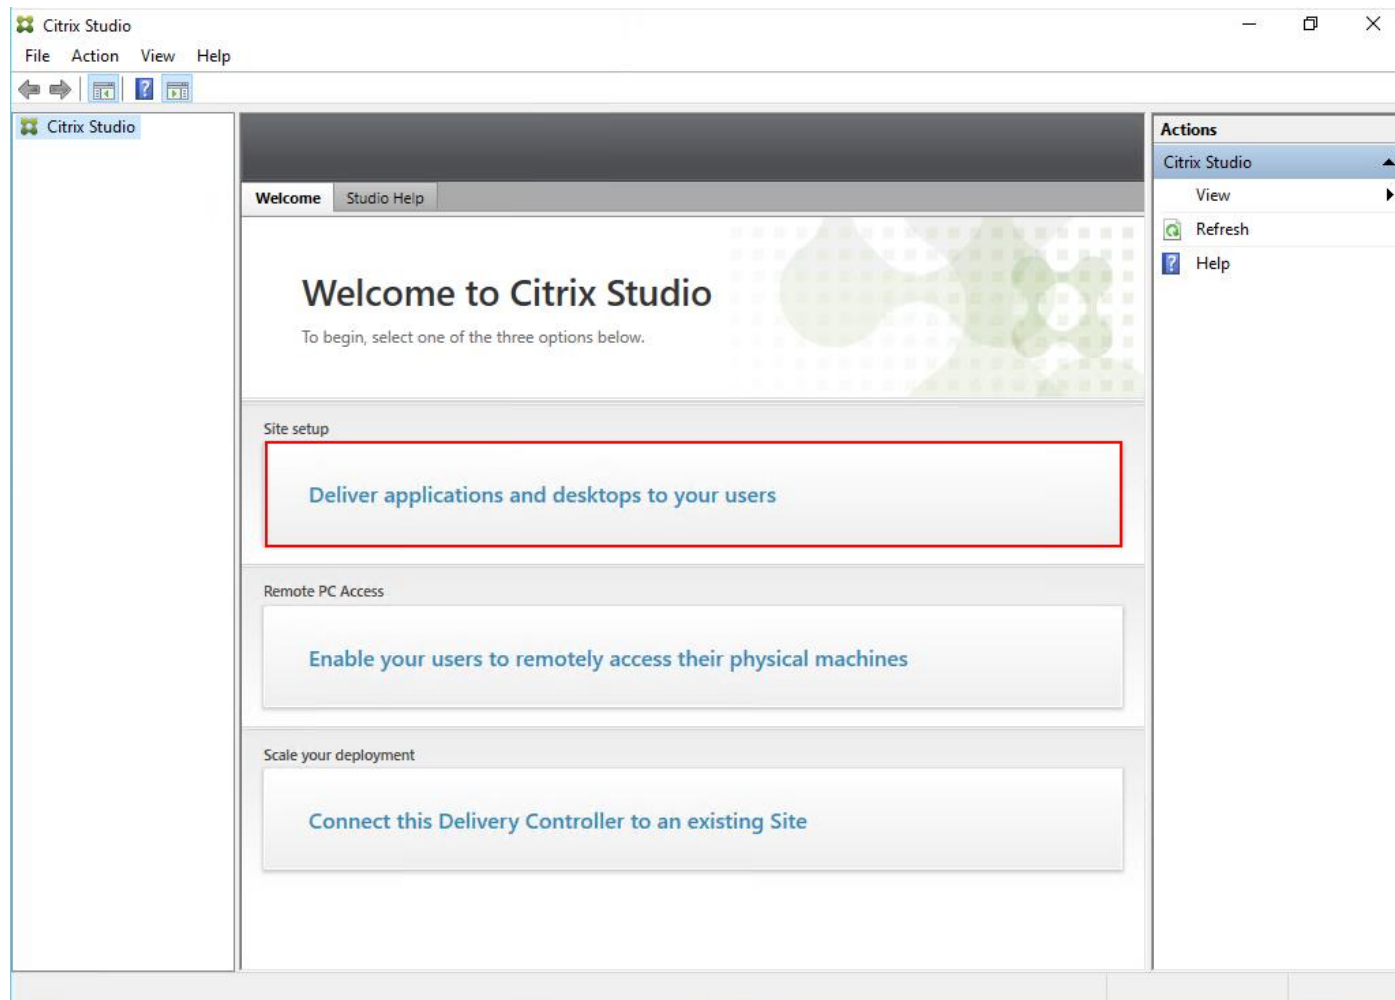 Citrix Studio
File Action View Help
Citrix Studio
Welcome Studio Help
Welcome to Citrix Studio
To begin, select one of the three options below.
Site setup
Deliver applications and desktops to your users
Remote PC Access
Enable your users to remotely access their physical machines
Scale your deployment
Connect this Delivery Controller to an existing Site
Actions
Citrix Studio
View
Refresh
Help